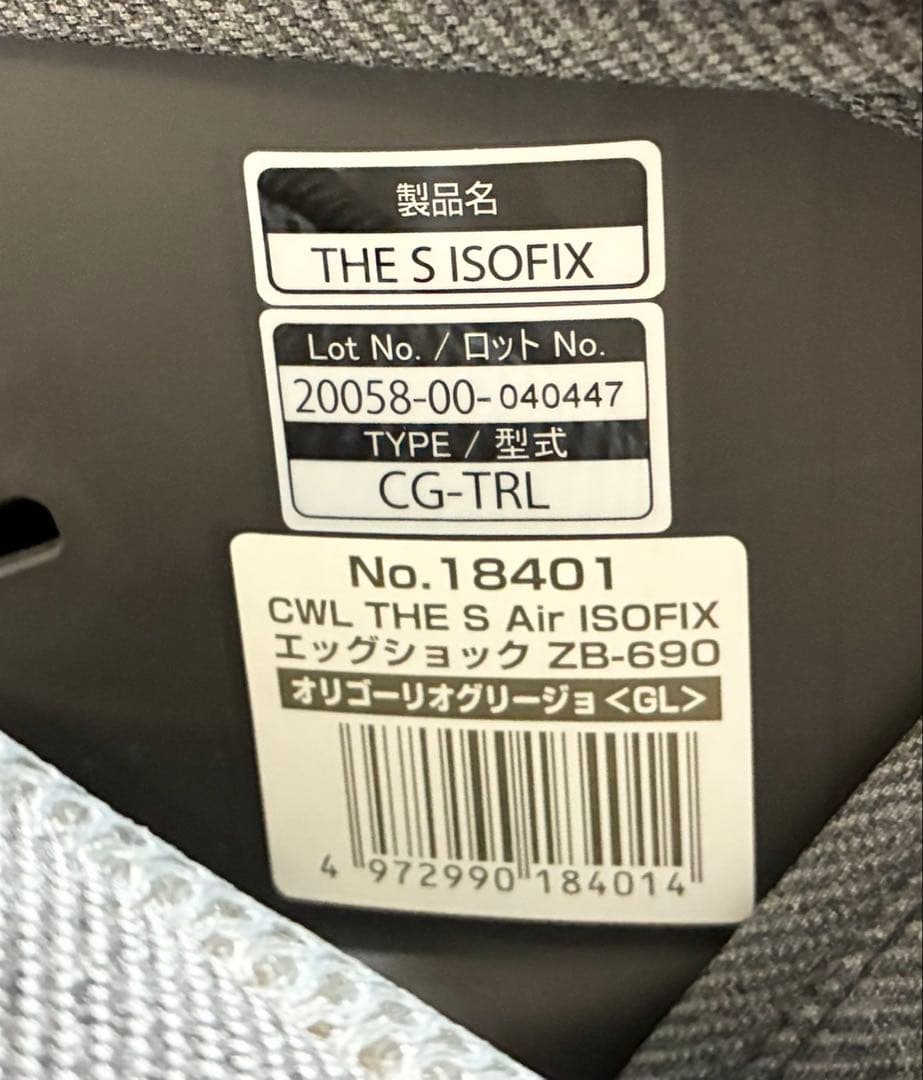 製品名
THE S ISOFIX
Lot No. / ロット No.
20058-00-040447
TYPE / 型式
CG-TRL
No.18401
CWL THE S Air ISOFIX
エッグショック ZB-690
オリゴーリオグリージョ<GL>
4 972990 184014